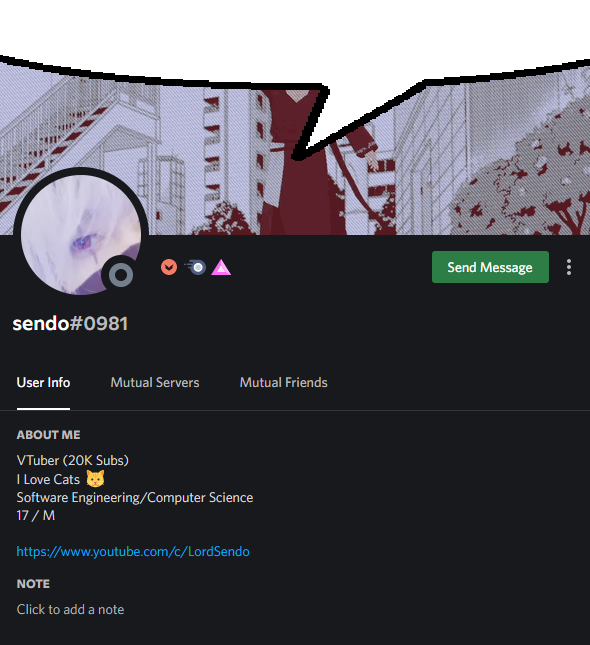 Send Message
sendo#0981
User Info Mutual Servers Mutual Friends
ABOUT ME
VTuber (20K Subs)
I Love Cats 🐱
Software Engineering/Computer Science
17 / M
https://www.youtube.com/c/LordSendo
NOTE
Click to add a note